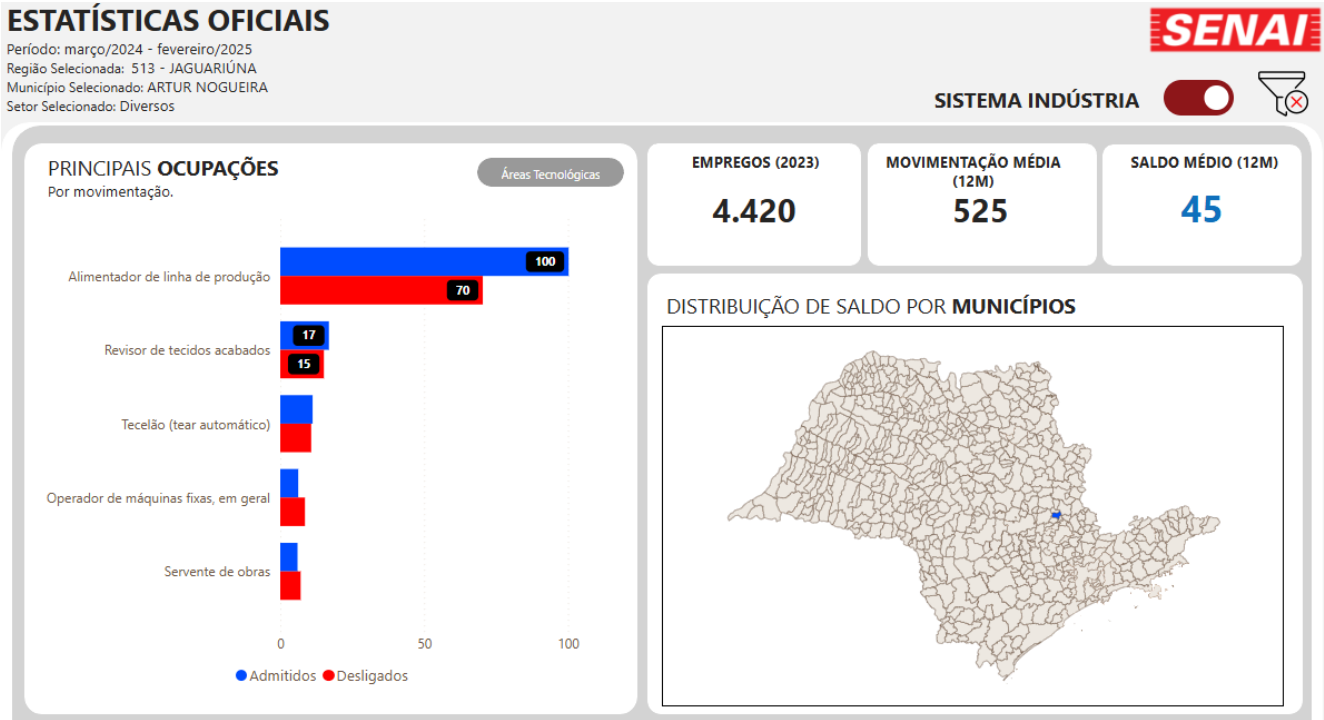 ESTATÍSTICAS OFICIAIS
Período: março/2024 - fevereiro/2025
Região Selecionada: 513 - JAGUARIÚNA
Município Selecionado: ARTUR NOGUEIRA
Setor Selecionado: Diversos
SENAI
SISTEMA INDÚSTRIA
PRINCIPAIS OCUPAÇÕES
Por movimentação.
Áreas Tecnológicas
Alimentador de linha de produção
100
70
Revisor de tecidos acabados
17
15
Tecelão (tear automático)
Operador de máquinas fixas, em geral
Servente de obras
0 50 100
Admitidos Desligados
EMPREGOS (2023)
4.420
MOVIMENTAÇÃO MÉDIA
(12M)
525
SALDO MÉDIO (12M)
45
DISTRIBUIÇÃO DE SALDO POR MUNICÍPIOS